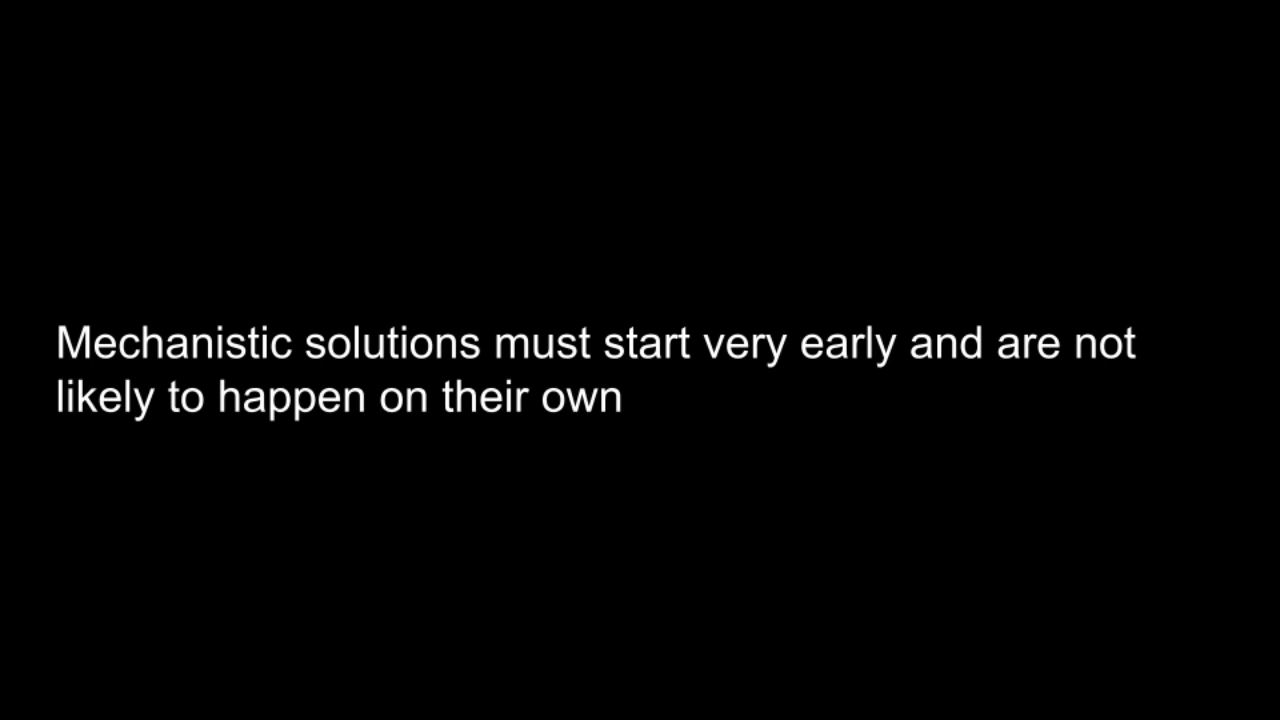 Mechanistic solutions must start very early and are not
likely to happen on their own